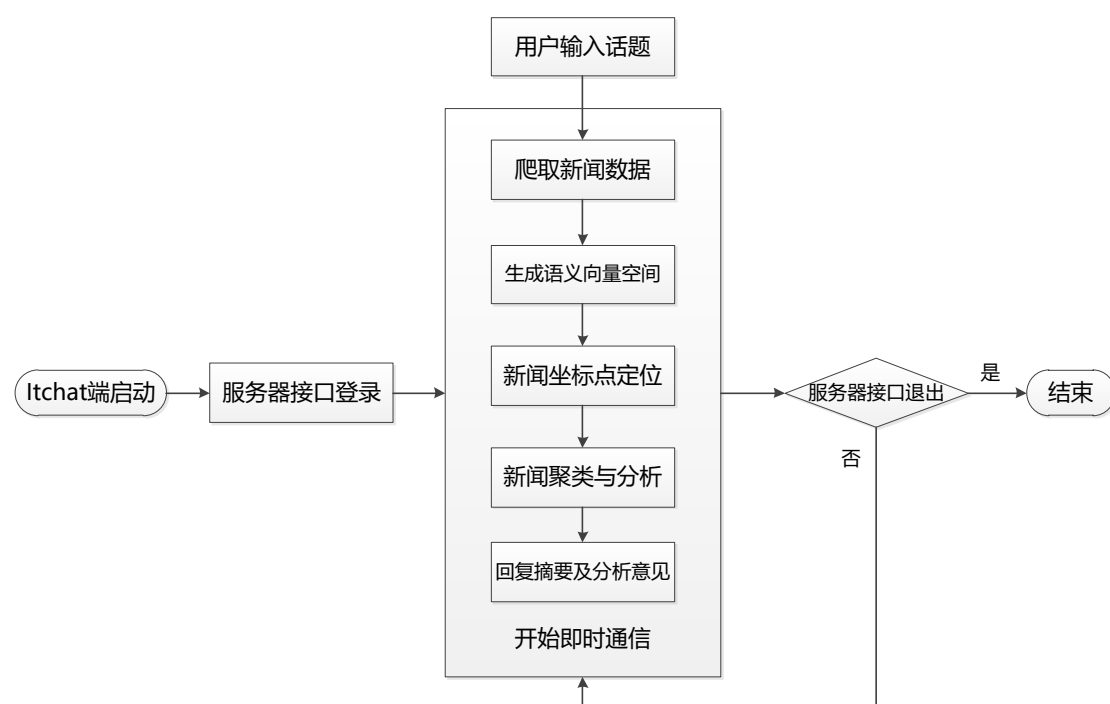 用户输入话题
爬取新闻数据
生成语义向量空间
新闻坐标点定位
Itchat端启动
服务器接口登录
服务器接口退出
是
结束
否
新闻聚类与分析
回复摘要及分析意见
开始即时通信